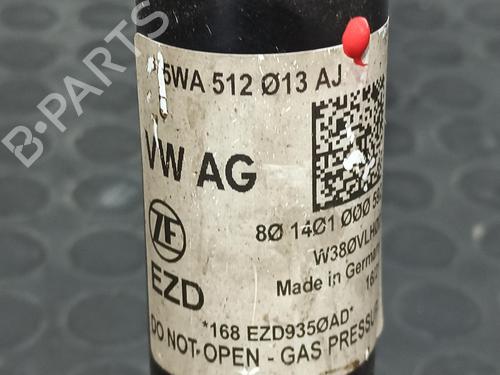 5WA 512 Ø13 AJ
VW AG
8Ø 14Ø1 ØØØ
ZF
Made in German
EZD
*168 EZD935ØAD*
DO NOT OPEN - GAS PRESSU
B-PARTS